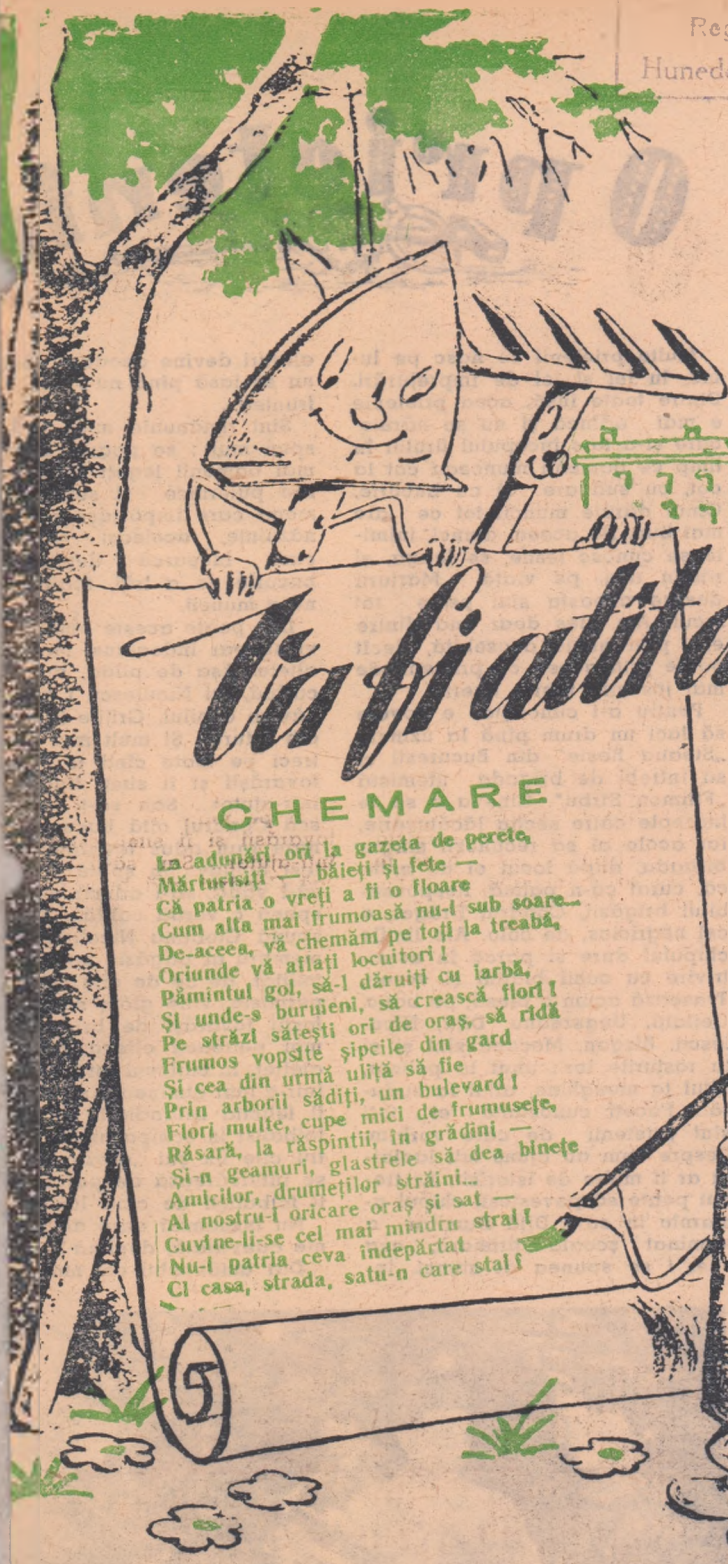 Reg
Huned
La fiatitu
CHEMARE
La adunări, ori la gazeta de perete,
Mărturisiți — băieți și fete —
Că patria o vreți a fi o floare
Cum alta mai frumoasă nu-i sub soare...
De-aceea, vă chemăm pe toți la treabă,
Oriunde vă aflați locuitori!
Pămîntul gol, să-l dăruiți cu iarbă,
Și unde-s buruieni, să crească flori!
Pe străzi sătești ori de oraș, să rîdă
Frumos vopsite șipcile din gard
Și cea din urmă uliță să fie
Prin arborii sădiți, un bulevard!
Flori multe, cupe mici de frumusețe,
Răsară, la răspîntii, în grădini —
Și-n geamuri, glastrele să dea binețe
Amicilor, drumeților străini...
Al nostru-i oricare oraș și sat —
Cuvine-li-se cel mai mîndru strai!
Nu-i patria ceva îndepărtat
Ci casa, strada, satu-n care stai!
5